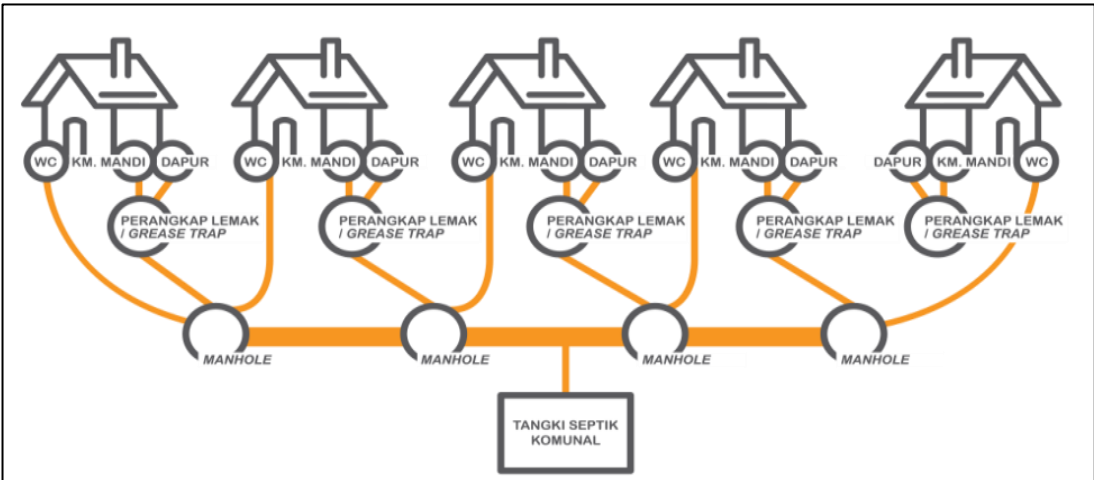 WC KM. MANDI DAPUR
WC KM. MANDI DAPUR
WC KM. MANDI DAPUR
WC KM. MANDI DAPUR
DAPUR KM. MANDI WC
PERANGKAP LEMAK
/ GREASE TRAP
PERANGKAP LEMAK
/ GREASE TRAP
PERANGKAP LEMAK
/ GREASE TRAP
PERANGKAP LEMAK
/ GREASE TRAP
PERANGKAP LEMAK
/ GREASE TRAP
MANHOLE
MANHOLE
MANHOLE
MANHOLE
TANGKI SEPTIK
KOMUNAL